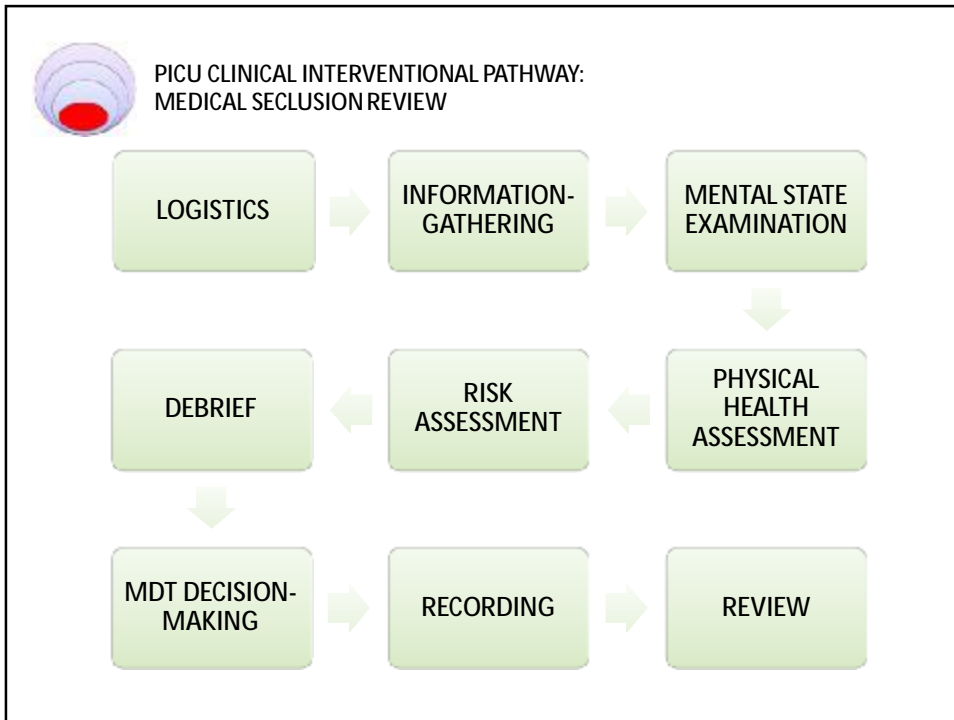 PICU CLINICAL INTERVENTIONAL PATHWAY:
MEDICAL SECLUSION REVIEW
LOGISTICS
INFORMATION-
GATHERING
MENTAL STATE
EXAMINATION
PHYSICAL
HEALTH
ASSESSMENT
RISK
ASSESSMENT
DEBRIEF
MDT DECISION-
MAKING
RECORDING
REVIEW